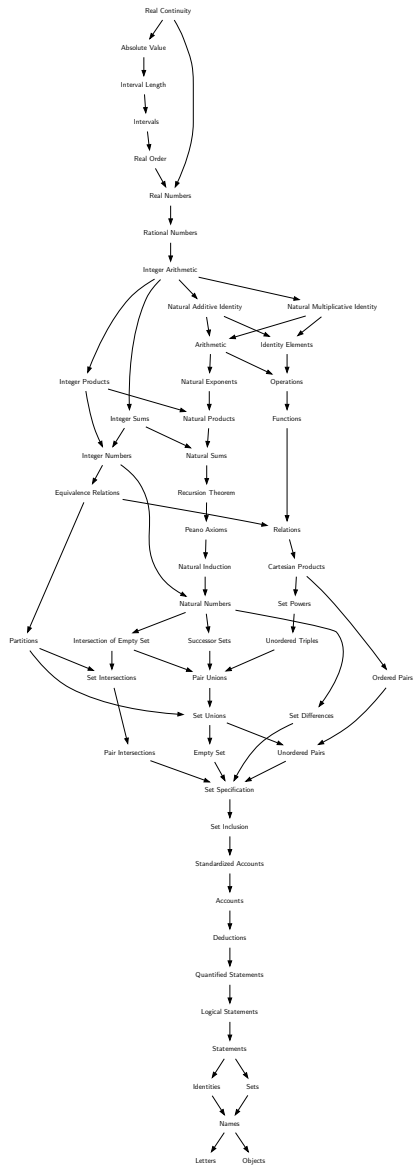 Real Continuity
Absolute Value
Interval Length
Intervals
Real Order
Real Numbers
Rational Numbers
Integer Arithmetic
Natural Additive Identity
Natural Multiplicative Identity
Arithmetic
Identity Elements
Integer Products
Natural Exponents
Operations
Integer Sums
Natural Products
Functions
Integer Numbers
Natural Sums
Equivalence Relations
Recursion Theorem
Peano Axioms
Relations
Natural Induction
Cartesian Products
Natural Numbers
Set Powers
Partitions
Intersection of Empty Set
Successor Sets
Unordered Triples
Set Intersections
Pair Unions
Ordered Pairs
Set Unions
Set Differences
Pair Intersections
Empty Set
Unordered Pairs
Set Specification
Set Inclusion
Standardized Accounts
Accounts
Deductions
Quantified Statements
Logical Statements
Statements
Identities
Sets
Names
Letters
Objects